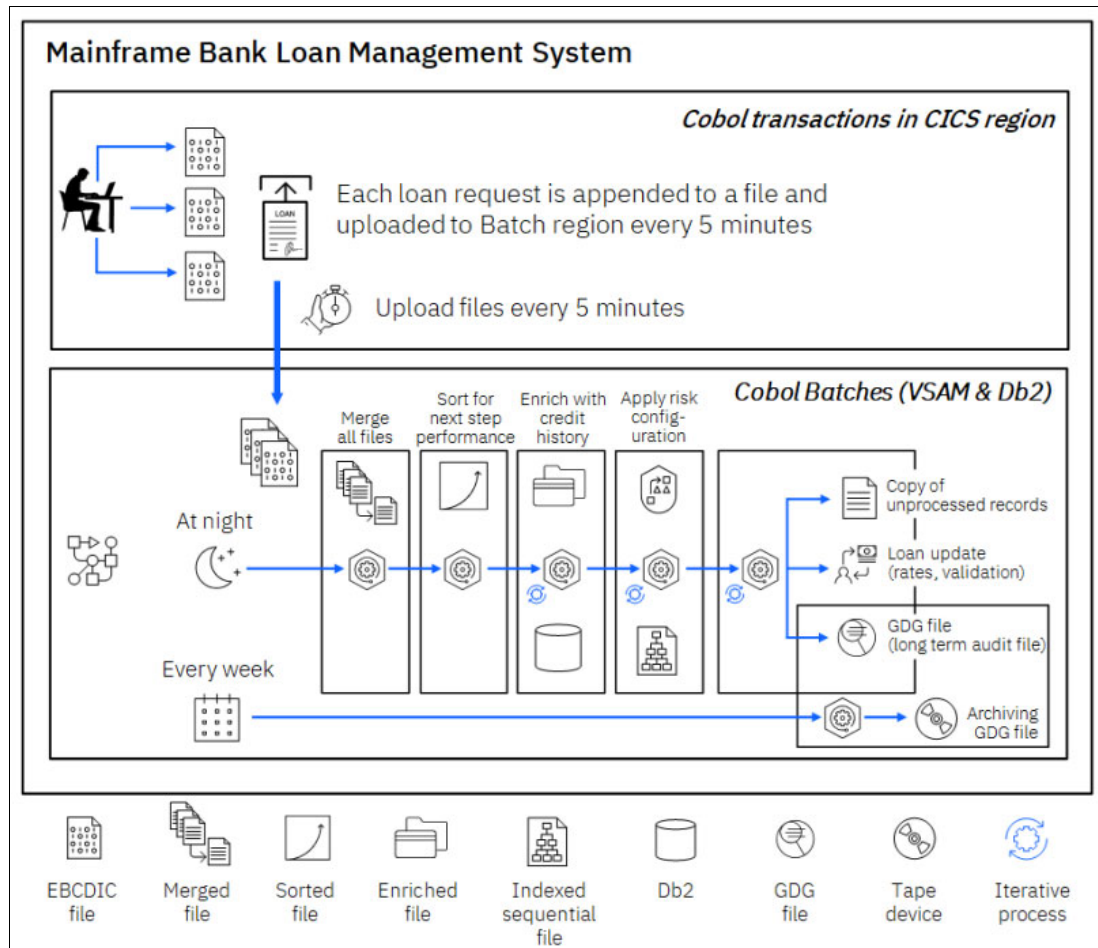 Mainframe Bank Loan Management System
Cobol transactions in CICS region
LOAN
Each loan request is appended to a file and
uploaded to Batch region every 5 minutes
Upload files every 5 minutes
Cobol Batches (VSAM & Db2)
Merge
all files
Sort for
next step
performance
Enrich with
credit
history
Apply risk
config-
uration
At night
Copy of
unprocessed records
Loan update
(rates, validation)
GDG file
(long term audit file)
Every week
Archiving
GDG file
EBCDIC
file
Merged
file
Sorted
file
Enriched
file
Indexed
sequential
file
Db2
GDG
file
Tape
device
Iterative
process